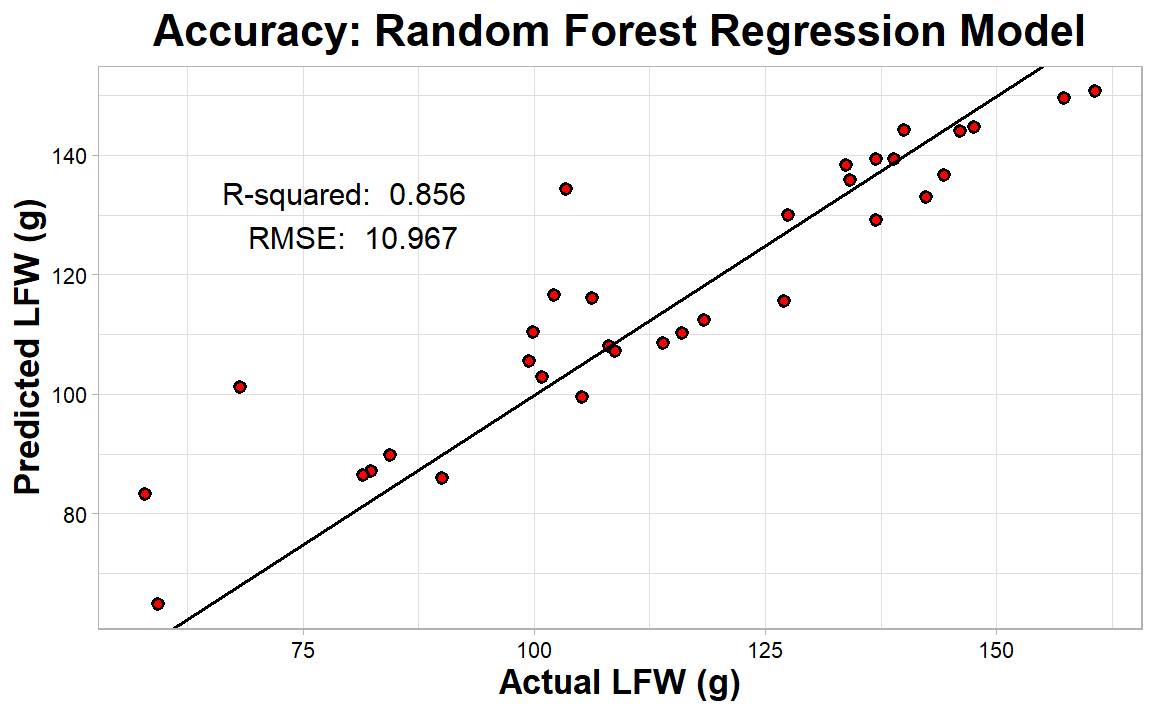 Accuracy: Random Forest Regression Model
R-squared: 0.856
RMSE: 10.967
Predicted LFW (g)
140
120
100
80
75 100 125 150
Actual LFW (g)